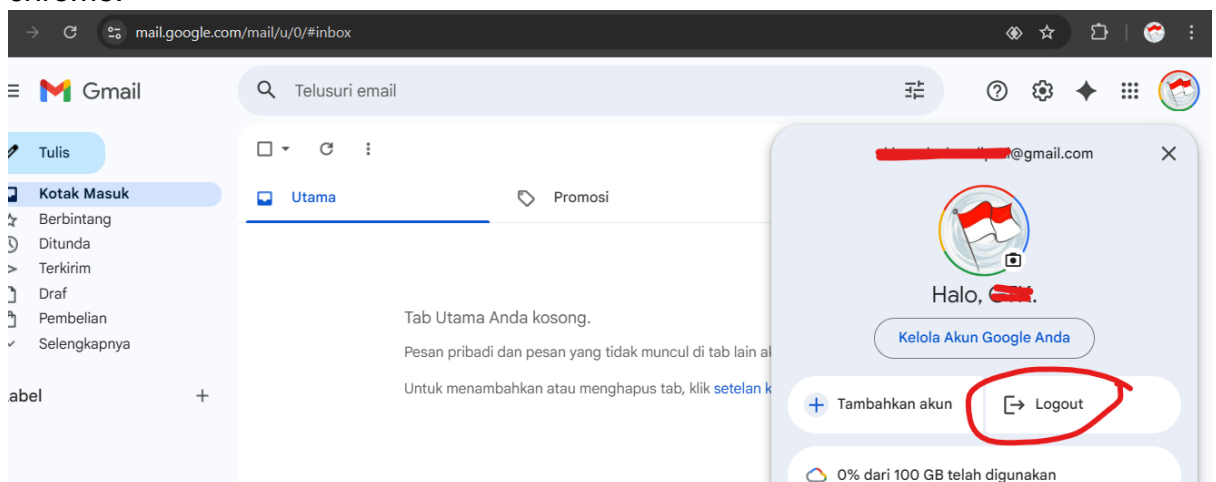 mail.google.com/mail/u/0/#inbox
Gmail
Telusuri email
Tulis
@gmail.com
Kotak Masuk
Utama
Promosi
Berbintang
Ditunda
Terkirim
Draf
Halo,
Tab Utama Anda kosong.
Pembelian
Kelola Akun Google Anda
Selengkapnya
Pesan pribadi dan pesan yang tidak muncul di tab lain
Untuk menambahkan atau menghapus tab, klik setelan
Tambahkan akun
Logout
0% dari 100 GB telah digunakan